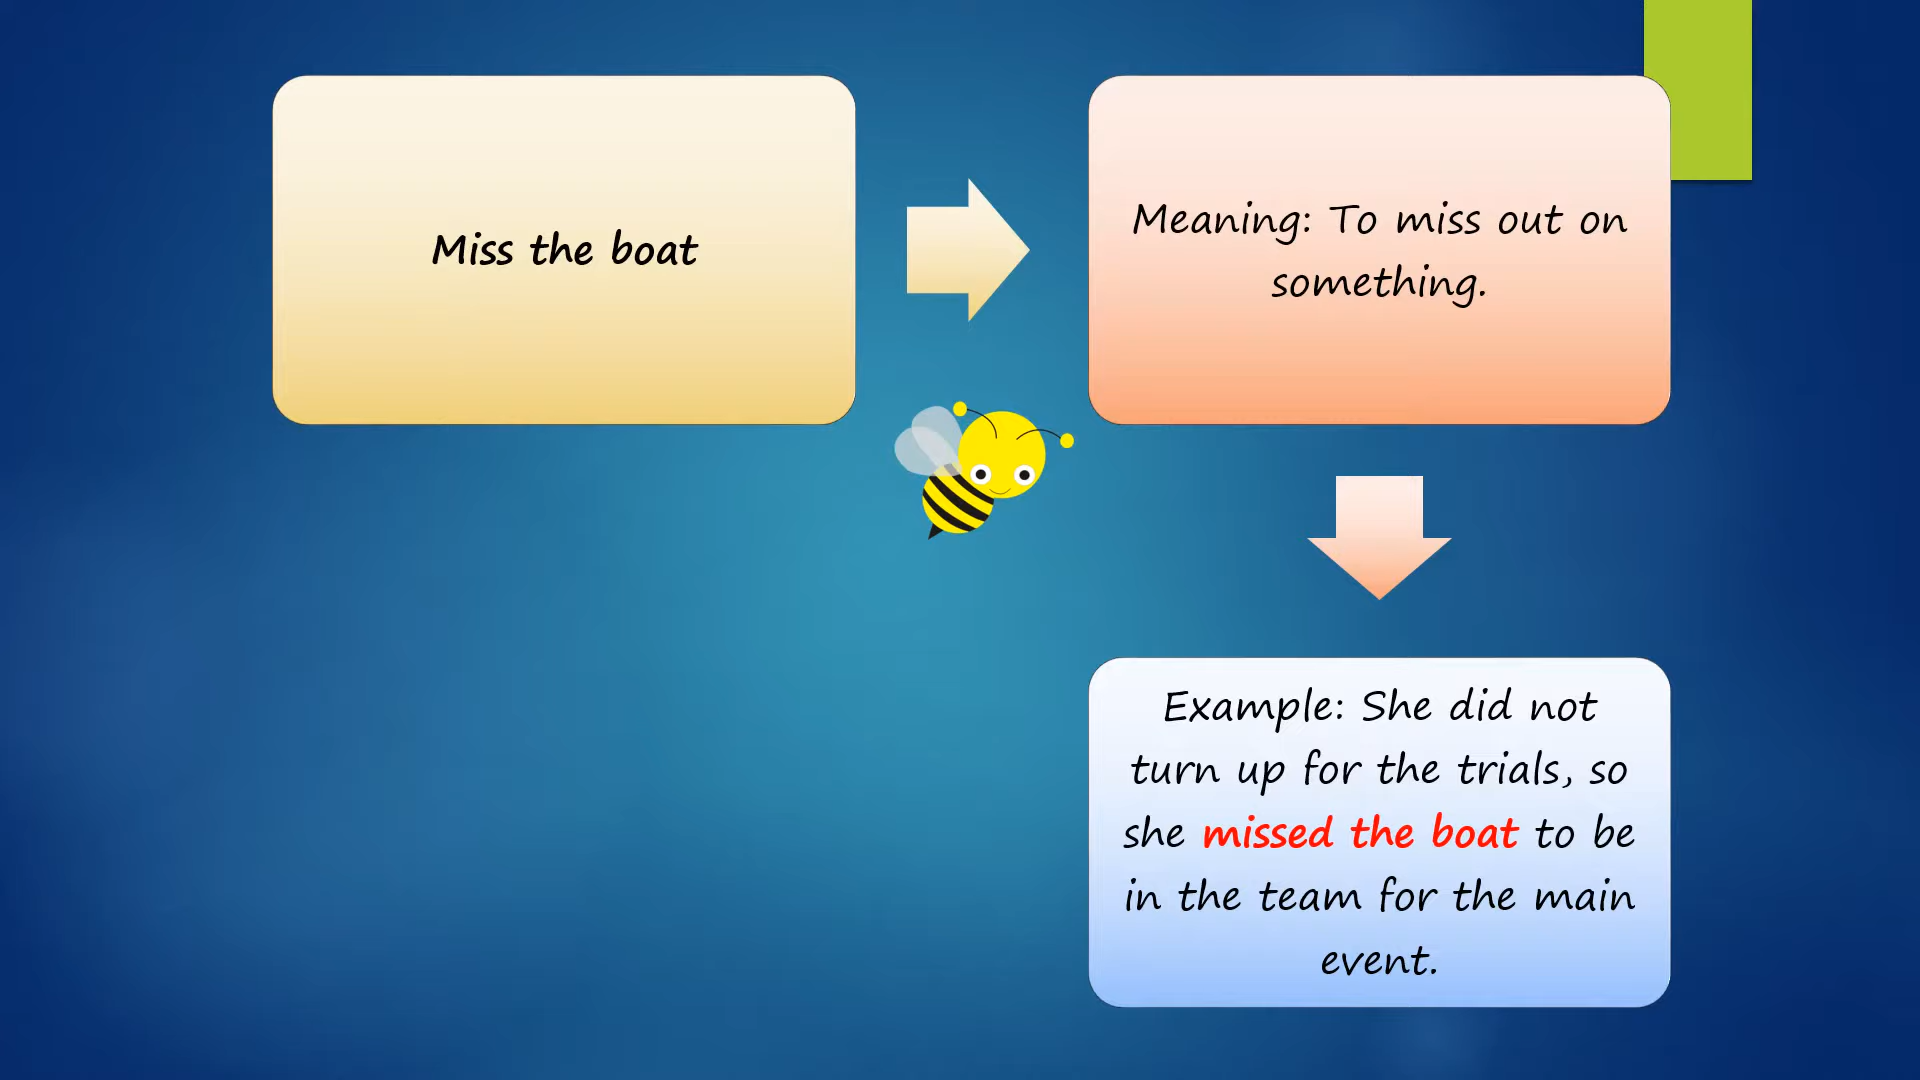 Miss the boat
Meaning: To miss out on
something.
Example: She did not
turn up for the trials, so
she missed the boat to be
in the team for the main
event.